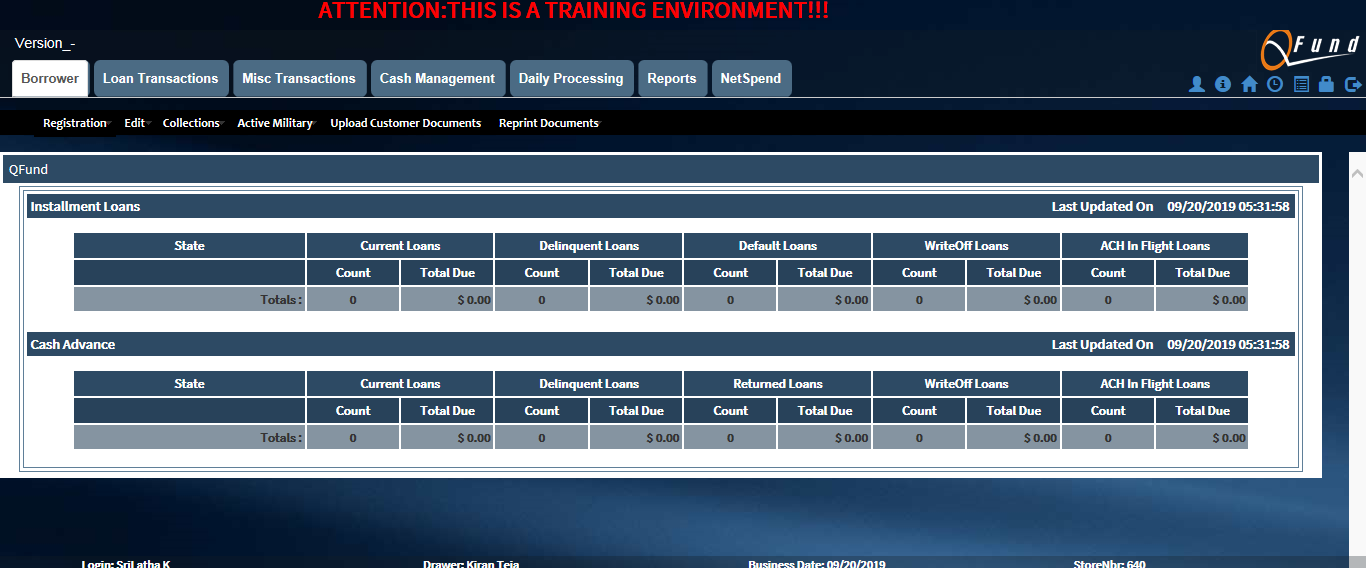 ATTENTION:THIS IS A TRAINING ENVIRONMENT!!!
Version_-
QFund
Borrower Loan Transactions Misc Transactions Cash Management Daily Processing Reports NetSpend
Registration Edit Collections Active Military Upload Customer Documents Reprint Documents
QFund
Installment Loans Last Updated On 09/20/2019 05:31:58
State Current Loans Delinquent Loans Default Loans WriteOff Loans ACH In Flight Loans
Count Total Due Count Total Due Count Total Due Count Total Due Count Total Due
Totals : 0 $ 0.00 0 $ 0.00 0 $ 0.00 0 $ 0.00 0 $ 0.00
Cash Advance Last Updated On 09/20/2019 05:31:58
State Current Loans Delinquent Loans Returned Loans WriteOff Loans ACH In Flight Loans
Count Total Due Count Total Due Count Total Due Count Total Due Count Total Due
Totals : 0 $ 0.00 0 $ 0.00 0 $ 0.00 0 $ 0.00 0 $ 0.00
Login: SriLatha K Drawer: Kiran Teja Business Date: 09/20/2019 StoreNbr: 640